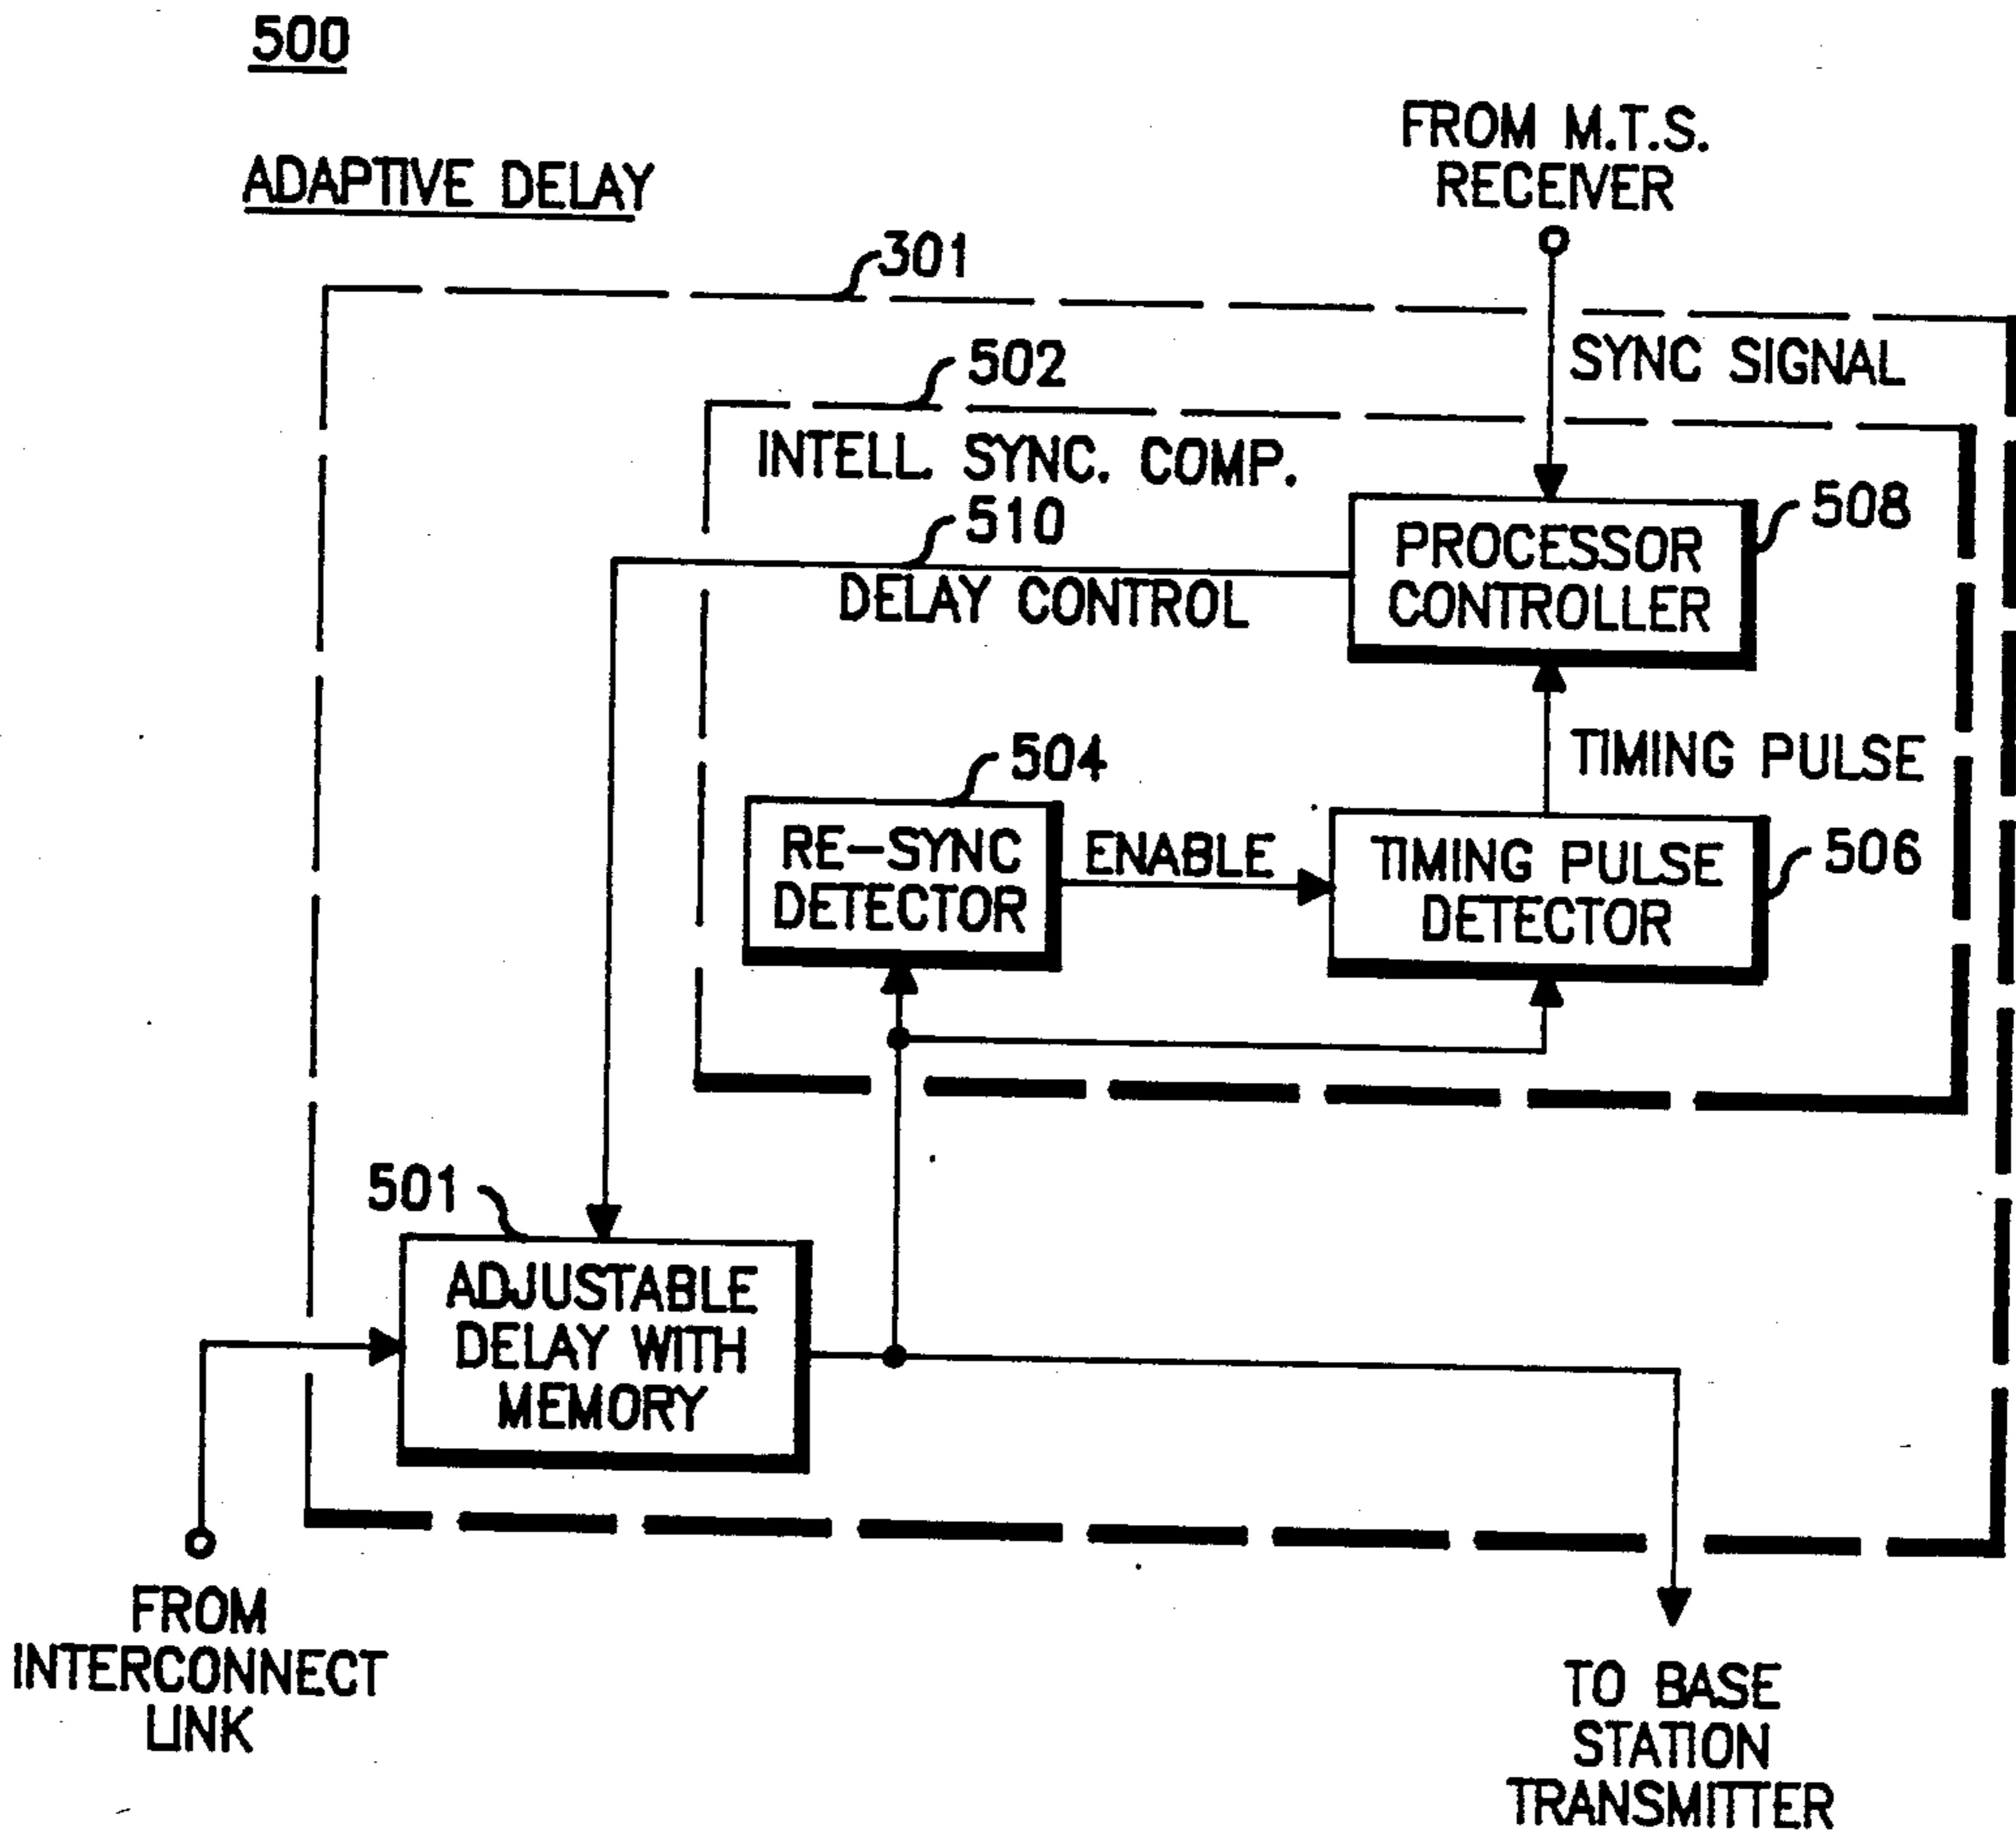 500
ADAPTIVE DELAY
FROM M.T.S.
RECEIVER
301
SYNC SIGNAL
502
INTELL. SYNC. COMP.
510
DELAY CONTROL
PROCESSOR
CONTROLLER
508
TIMING PULSE
504
RE-SYNC
DETECTOR
ENABLE
TIMING PULSE
DETECTOR
506
501
ADJUSTABLE
DELAY WITH
MEMORY
FROM
INTERCONNECT
LINK
TO BASE
STATION
TRANSMITTER